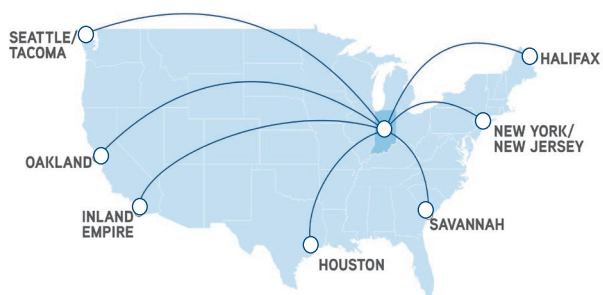 SEATTLE/
TACOMA
HALIFAX
NEW YORK/
NEW JERSEY
OAKLAND
INLAND
EMPIRE
SAVANNAH
HOUSTON